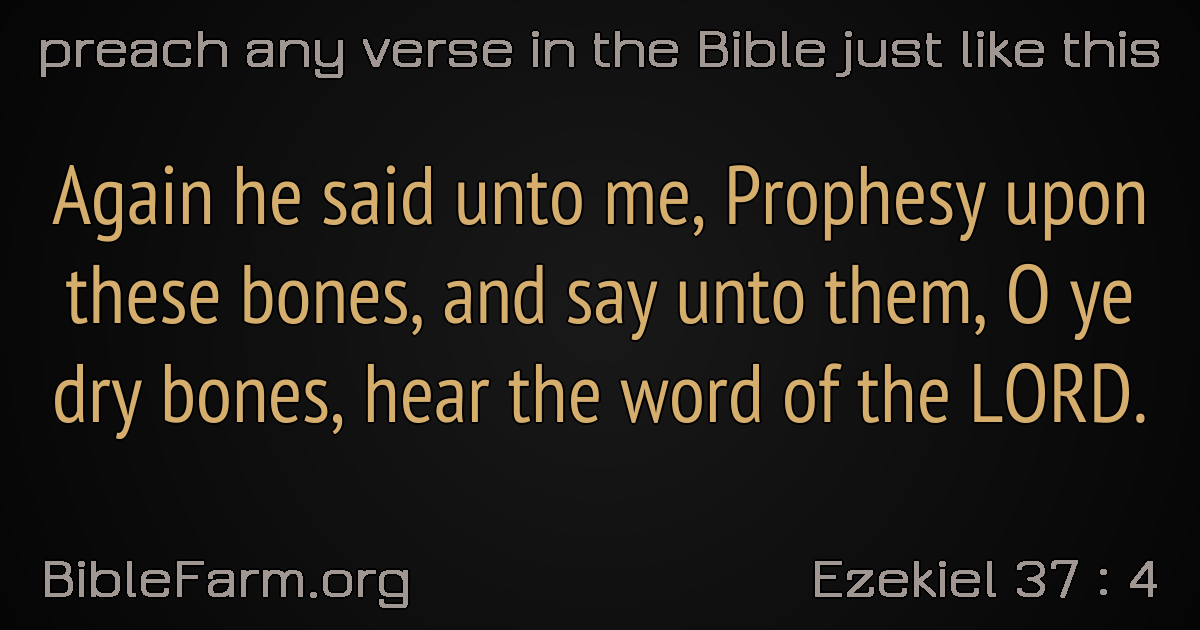 preach any verse in the Bible just like this
Again he said unto me, Prophesy upon
these bones, and say unto them, O ye
dry bones, hear the word of the LORD.
BibleFarm.org
Ezekiel 37 : 4